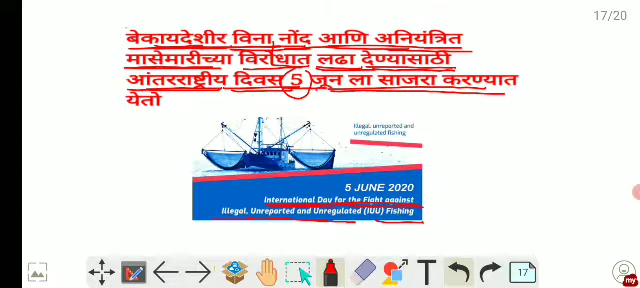 17/20
बेकायदेशीर विना नोंद आणि अनियंत्रित
मासेमारीच्या विरोधात लढा देण्यासाठी
आंतरराष्ट्रीय दिवस 5 जून ला साजरा करण्यात
येतो
Illegal, unreported and
unregulated fishing
5 JUNE 2020
International Day for the Fight against
Illegal, Unreported and Unregulated (IUU) Fishing
T
17
my